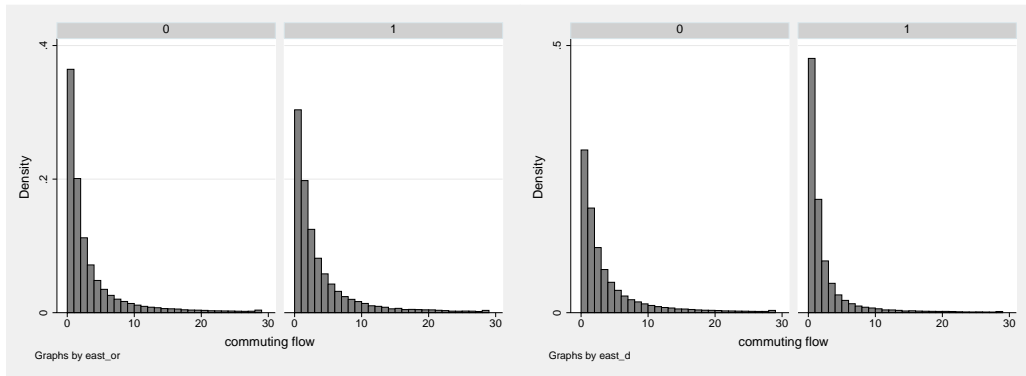 0 1
.4
.2
0
Density
0 10 20 30 0 10 20 30
commuting flow
Graphs by east_or
0 1
.5
0
Density
0 10 20 30 0 10 20 30
commuting flow
Graphs by east_d